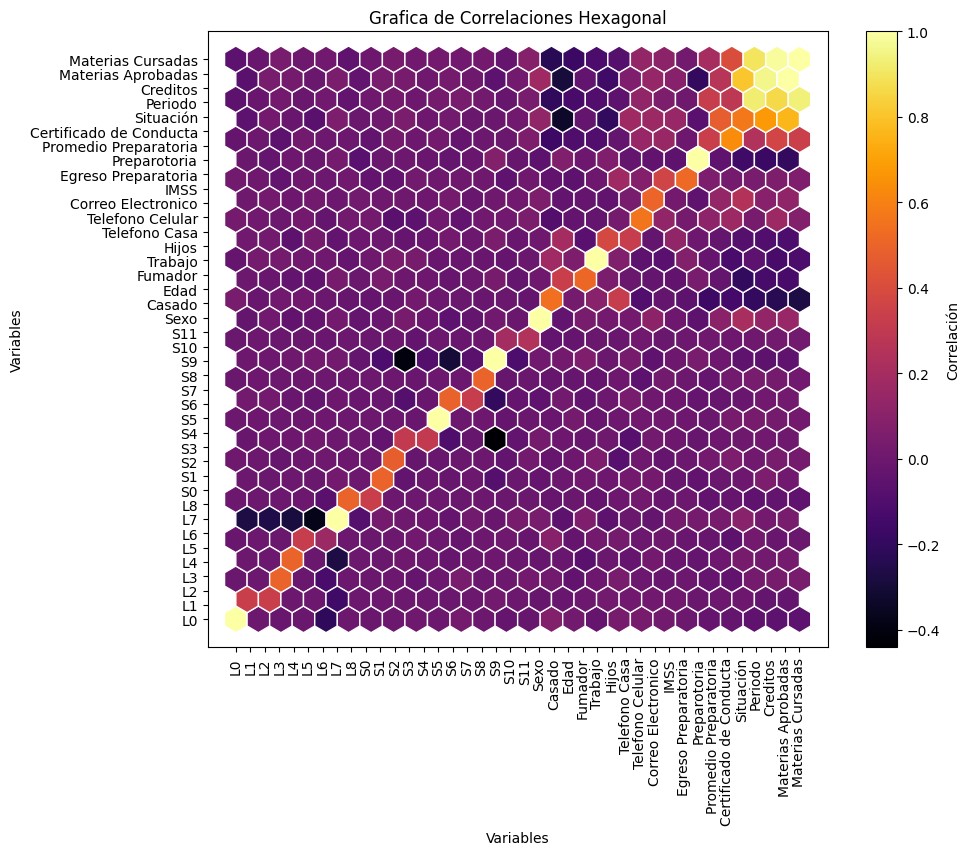 Grafica de Correlaciones Hexagonal
Materias Cursadas
Materias Aprobadas
Creditos
Periodo
Situación
Certificado de Conducta
Promedio Preparatoria
Preparotoria
Egreso Preparatoria
IMSS
Correo Electronico
Telefono Celular
Telefono Casa
Hijos
Trabajo
Fumador
Edad
Casado
Sexo
S11
S10
S9
S8
S7
S6
S5
S4
S3
S2
S1
S0
L8
L7
L6
L5
L4
L3
L2
L1
L0
Variables
L0
L1
L2
L3
L4
L5
L6
L7
L8
S0
S1
S2
S3
S4
S5
S6
S7
S8
S9
S10
S11
Sexo
Casado
Edad
Fumador
Trabajo
Hijos
Telefono Casa
Telefono Celular
Correo Electronico
IMSS
Egreso Preparatoria
Preparotoria
Promedio Preparatoria
Certificado de Conducta
Situación
Periodo
Creditos
Materias Aprobadas
Materias Cursadas
Variables
1.0
0.8
0.6
0.4
0.2
0.0
−0.2
−0.4
Correlación